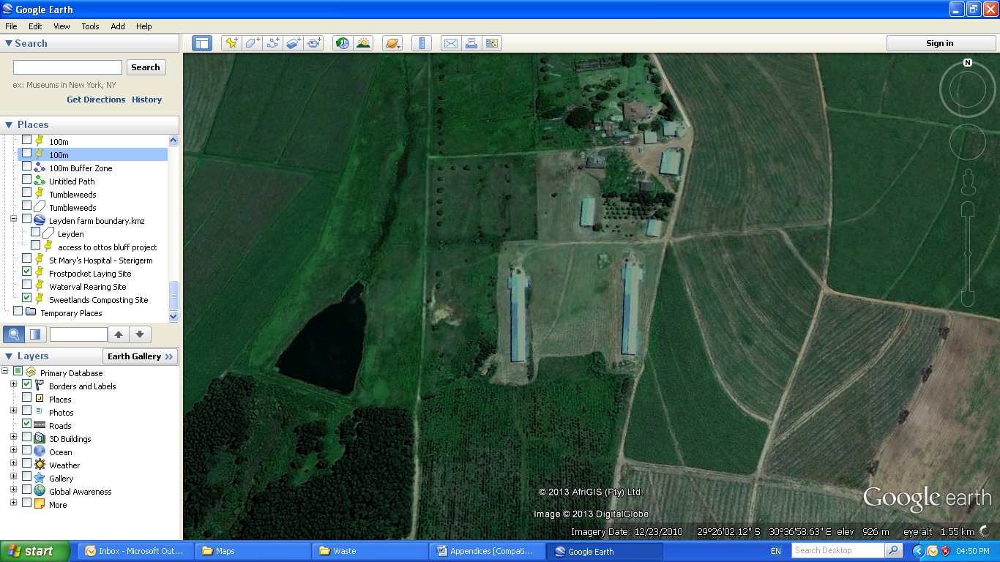 Google Earth
File Edit View Tools Add Help
Search
Sign in
Search
ex: Museums in New York, NY
Get Directions History
Places
100m
100m
100m Buffer Zone
Untitled Path
Tumbleweeds
Tumbleweeds
Leyden farm boundary.kmz
Leyden
access to ottos bluff project
St Mary's Hospital - Sterigerm
Frostpocket Laying Site
Waterval Rearing Site
Sweetlands Composting Site
Temporary Places
Layers
Earth Gallery >>
Primary Database
Borders and Labels
Places
Photos
Roads
3D Buildings
Ocean
Weather
Gallery
Global Awareness
More
N
© 2013 AfriGIS (Pty) Ltd.
Image © 2013 DigitalGlobe
Google earth
Imagery Date: 12/23/2010 29°26'02.12" S 30°36'58.63" E elev 926 m eye alt 1.55 km
start
Inbox - Microsoft Out...
Maps
Waste
Appendices [Compati...
Google Earth
EN
Search Desktop
04:50 PM